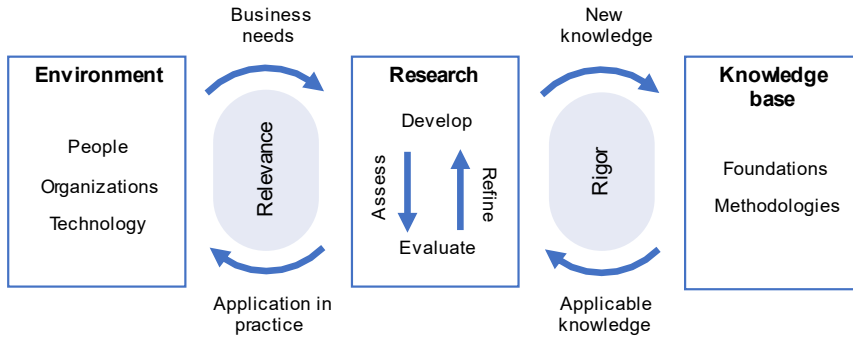 Business
needs
New
knowledge
Environment
People
Organizations
Technology
Relevance
Research
Develop
Assess
Refine
Evaluate
Rigor
Knowledge
base
Foundations
Methodologies
Application in
practice
Applicable
knowledge